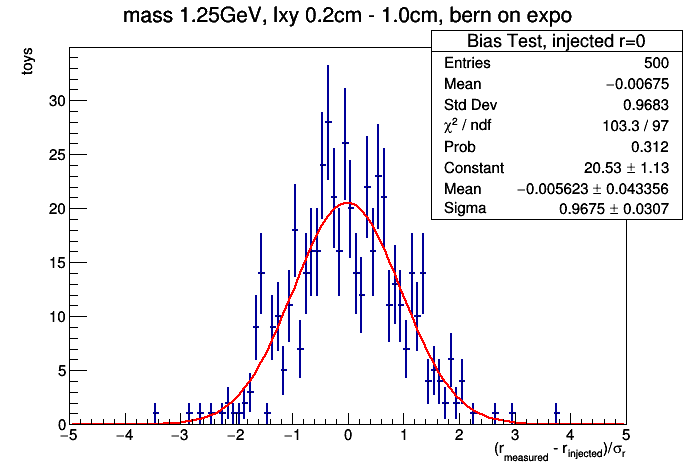 mass 1.25GeV, lxy 0.2cm - 1.0cm, bern on expo
toys
Bias Test, injected r=0
Entries 500
Mean −0.00675
Std Dev 0.9683
χ² / ndf 103.3 / 97
Prob 0.312
Constant 20.53 ± 1.13
Mean −0.005623 ± 0.043356
Sigma 0.9675 ± 0.0307
30
25
20
15
10
5
0
−5 −4 −3 −2 −1 0 1 2 3 4 5
(r_measured - r_injected)/σ_r